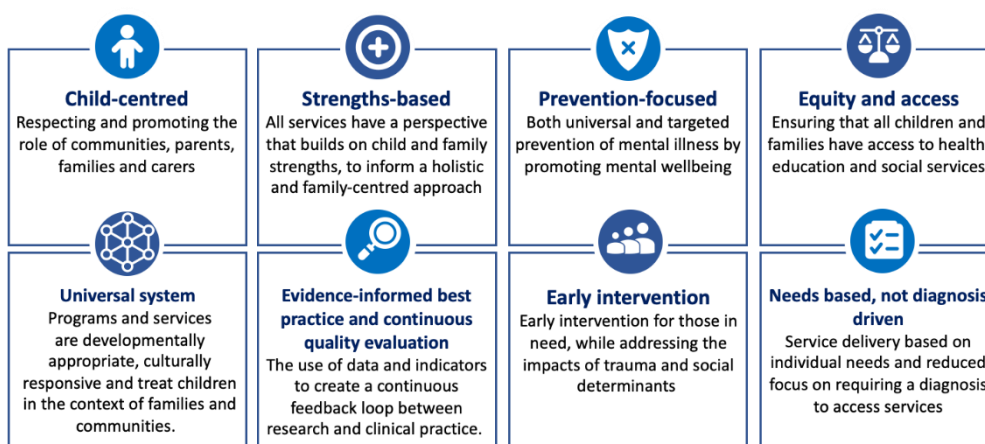 Child-centred
Respecting and promoting the
role of communities, parents,
families and carers
Strengths-based
All services have a perspective
that builds on child and family
strengths, to inform a holistic
and family-centred approach
Prevention-focused
Both universal and targeted
prevention of mental illness by
promoting mental wellbeing
Equity and access
Ensuring that all children and
families have access to health,
education and social services
Universal system
Programs and services
are developmentally
appropriate, culturally
responsive and treat children
in the context of families and
communities.
Evidence-informed best
practice and continuous
quality evaluation
The use of data and indicators
to create a continuous
feedback loop between
research and clinical practice.
Early intervention
Early intervention for those in
need, while addressing the
impacts of trauma and social
determinants
Needs based, not diagnosis
driven
Service delivery based on
individual needs and reduced
focus on requiring a diagnosis
to access services